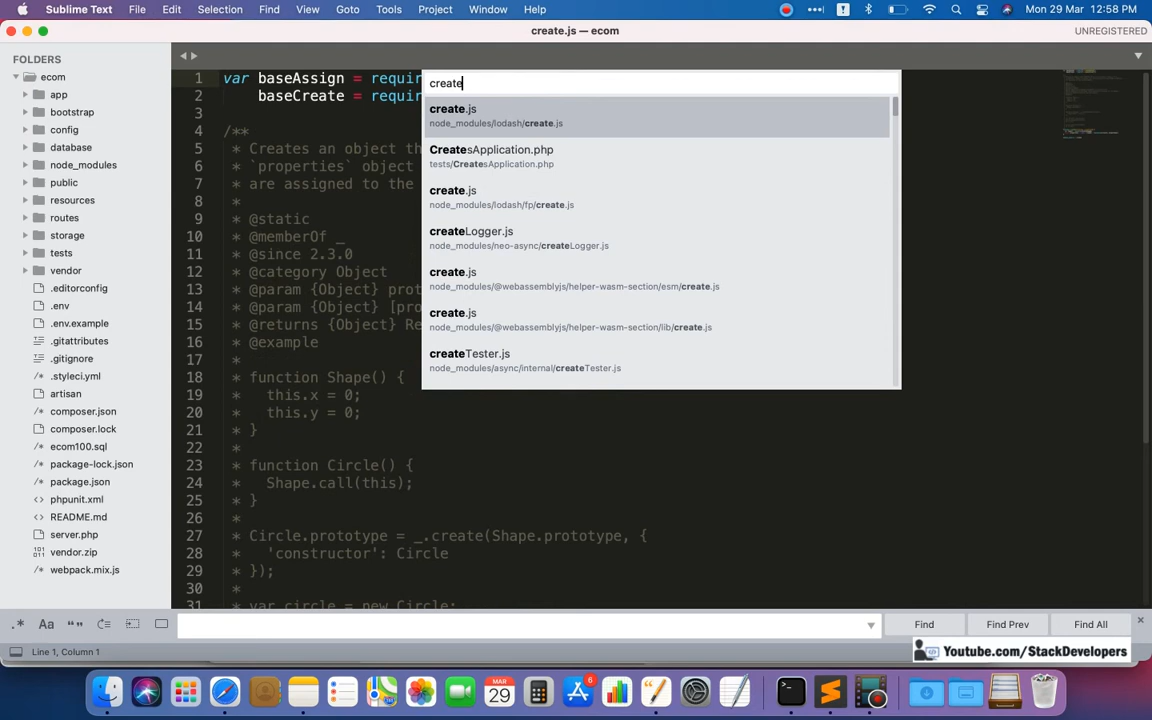 Sublime Text File Edit Selection Find View Goto Tools Project Window Help Mon 29 Mar 12:58 PM
create.js — ecom UNREGISTERED
FOLDERS
ecom
app
bootstrap
config
database
node_modules
public
resources
routes
storage
tests
vendor
.editorconfig
.env
.env.example
.gitattributes
.gitignore
.styleci.yml
artisan
composer.json
composer.lock
ecom100.sql
package-lock.json
package.json
phpunit.xml
README.md
server.php
vendor.zip
webpack.mix.js
1 var baseAssign = requir
2 baseCreate = requir
3
4 /**
5 * Creates an object th
6 * `properties` object
7 * are assigned to the
8 *
9 * @static
10 * @memberOf _
11 * @since 2.3.0
12 * @category Object
13 * @param {Object} prot
14 * @param {Object} [pro
15 * @returns {Object} Re
16 * @example
17 *
18 * function Shape() {
19 * this.x = 0;
20 * this.y = 0;
21 * }
22 *
23 * function Circle() {
24 * Shape.call(this);
25 * }
26 *
27 * Circle.prototype = _.create(Shape.prototype, {
28 * 'constructor': Circle
29 * });
30 *
31 * var circle = new Circle;
create
create.js
node_modules/lodash/create.js
CreatesApplication.php
tests/CreatesApplication.php
create.js
node_modules/lodash/fp/create.js
createLogger.js
node_modules/neo-async/createLogger.js
create.js
node_modules/@webassemblyjs/helper-wasm-section/esm/create.js
create.js
node_modules/@webassemblyjs/helper-wasm-section/lib/create.js
createTester.js
node_modules/async/internal/createTester.js
.* Aa “” Find Find Prev Find All
Line 1, Column 1
Youtube.com/StackDevelopers
MAR
29
6